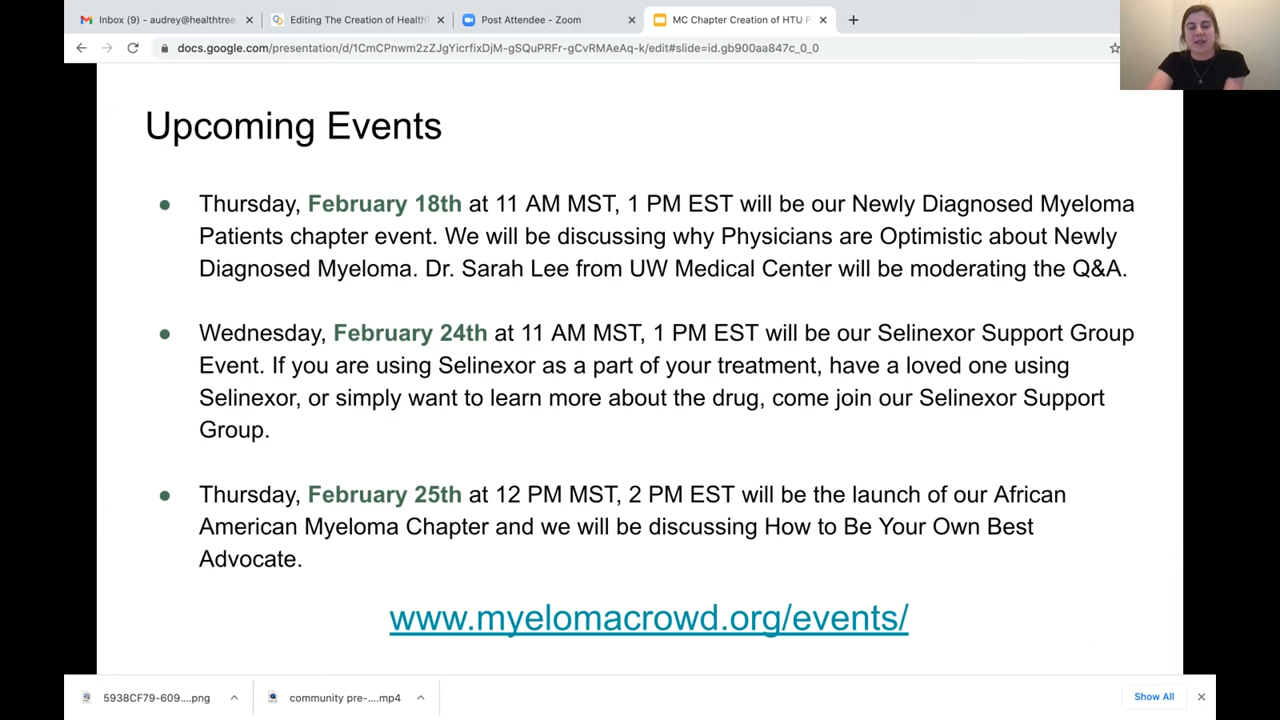 Inbox (9) - audrey@healthtree
Editing The Creation of Health
Post Attendee - Zoom
MC Chapter Creation of HTU P
docs.google.com/presentation/d/1CmCPnwm2zZJgYicrfixDjM-gSQuPRFr-gCvRMAeAq-k/edit#slide=id.gb900aa847c_0_0
Upcoming Events
● Thursday, February 18th at 11 AM MST, 1 PM EST will be our Newly Diagnosed Myeloma
Patients chapter event. We will be discussing why Physicians are Optimistic about Newly
Diagnosed Myeloma. Dr. Sarah Lee from UW Medical Center will be moderating the Q&A.
● Wednesday, February 24th at 11 AM MST, 1 PM EST will be our Selinexor Support Group
Event. If you are using Selinexor as a part of your treatment, have a loved one using
Selinexor, or simply want to learn more about the drug, come join our Selinexor Support
Group.
● Thursday, February 25th at 12 PM MST, 2 PM EST will be the launch of our African
American Myeloma Chapter and we will be discussing How to Be Your Own Best
Advocate.
www.myelomacrowd.org/events/
5938CF79-609....png
community pre-....mp4
Show All